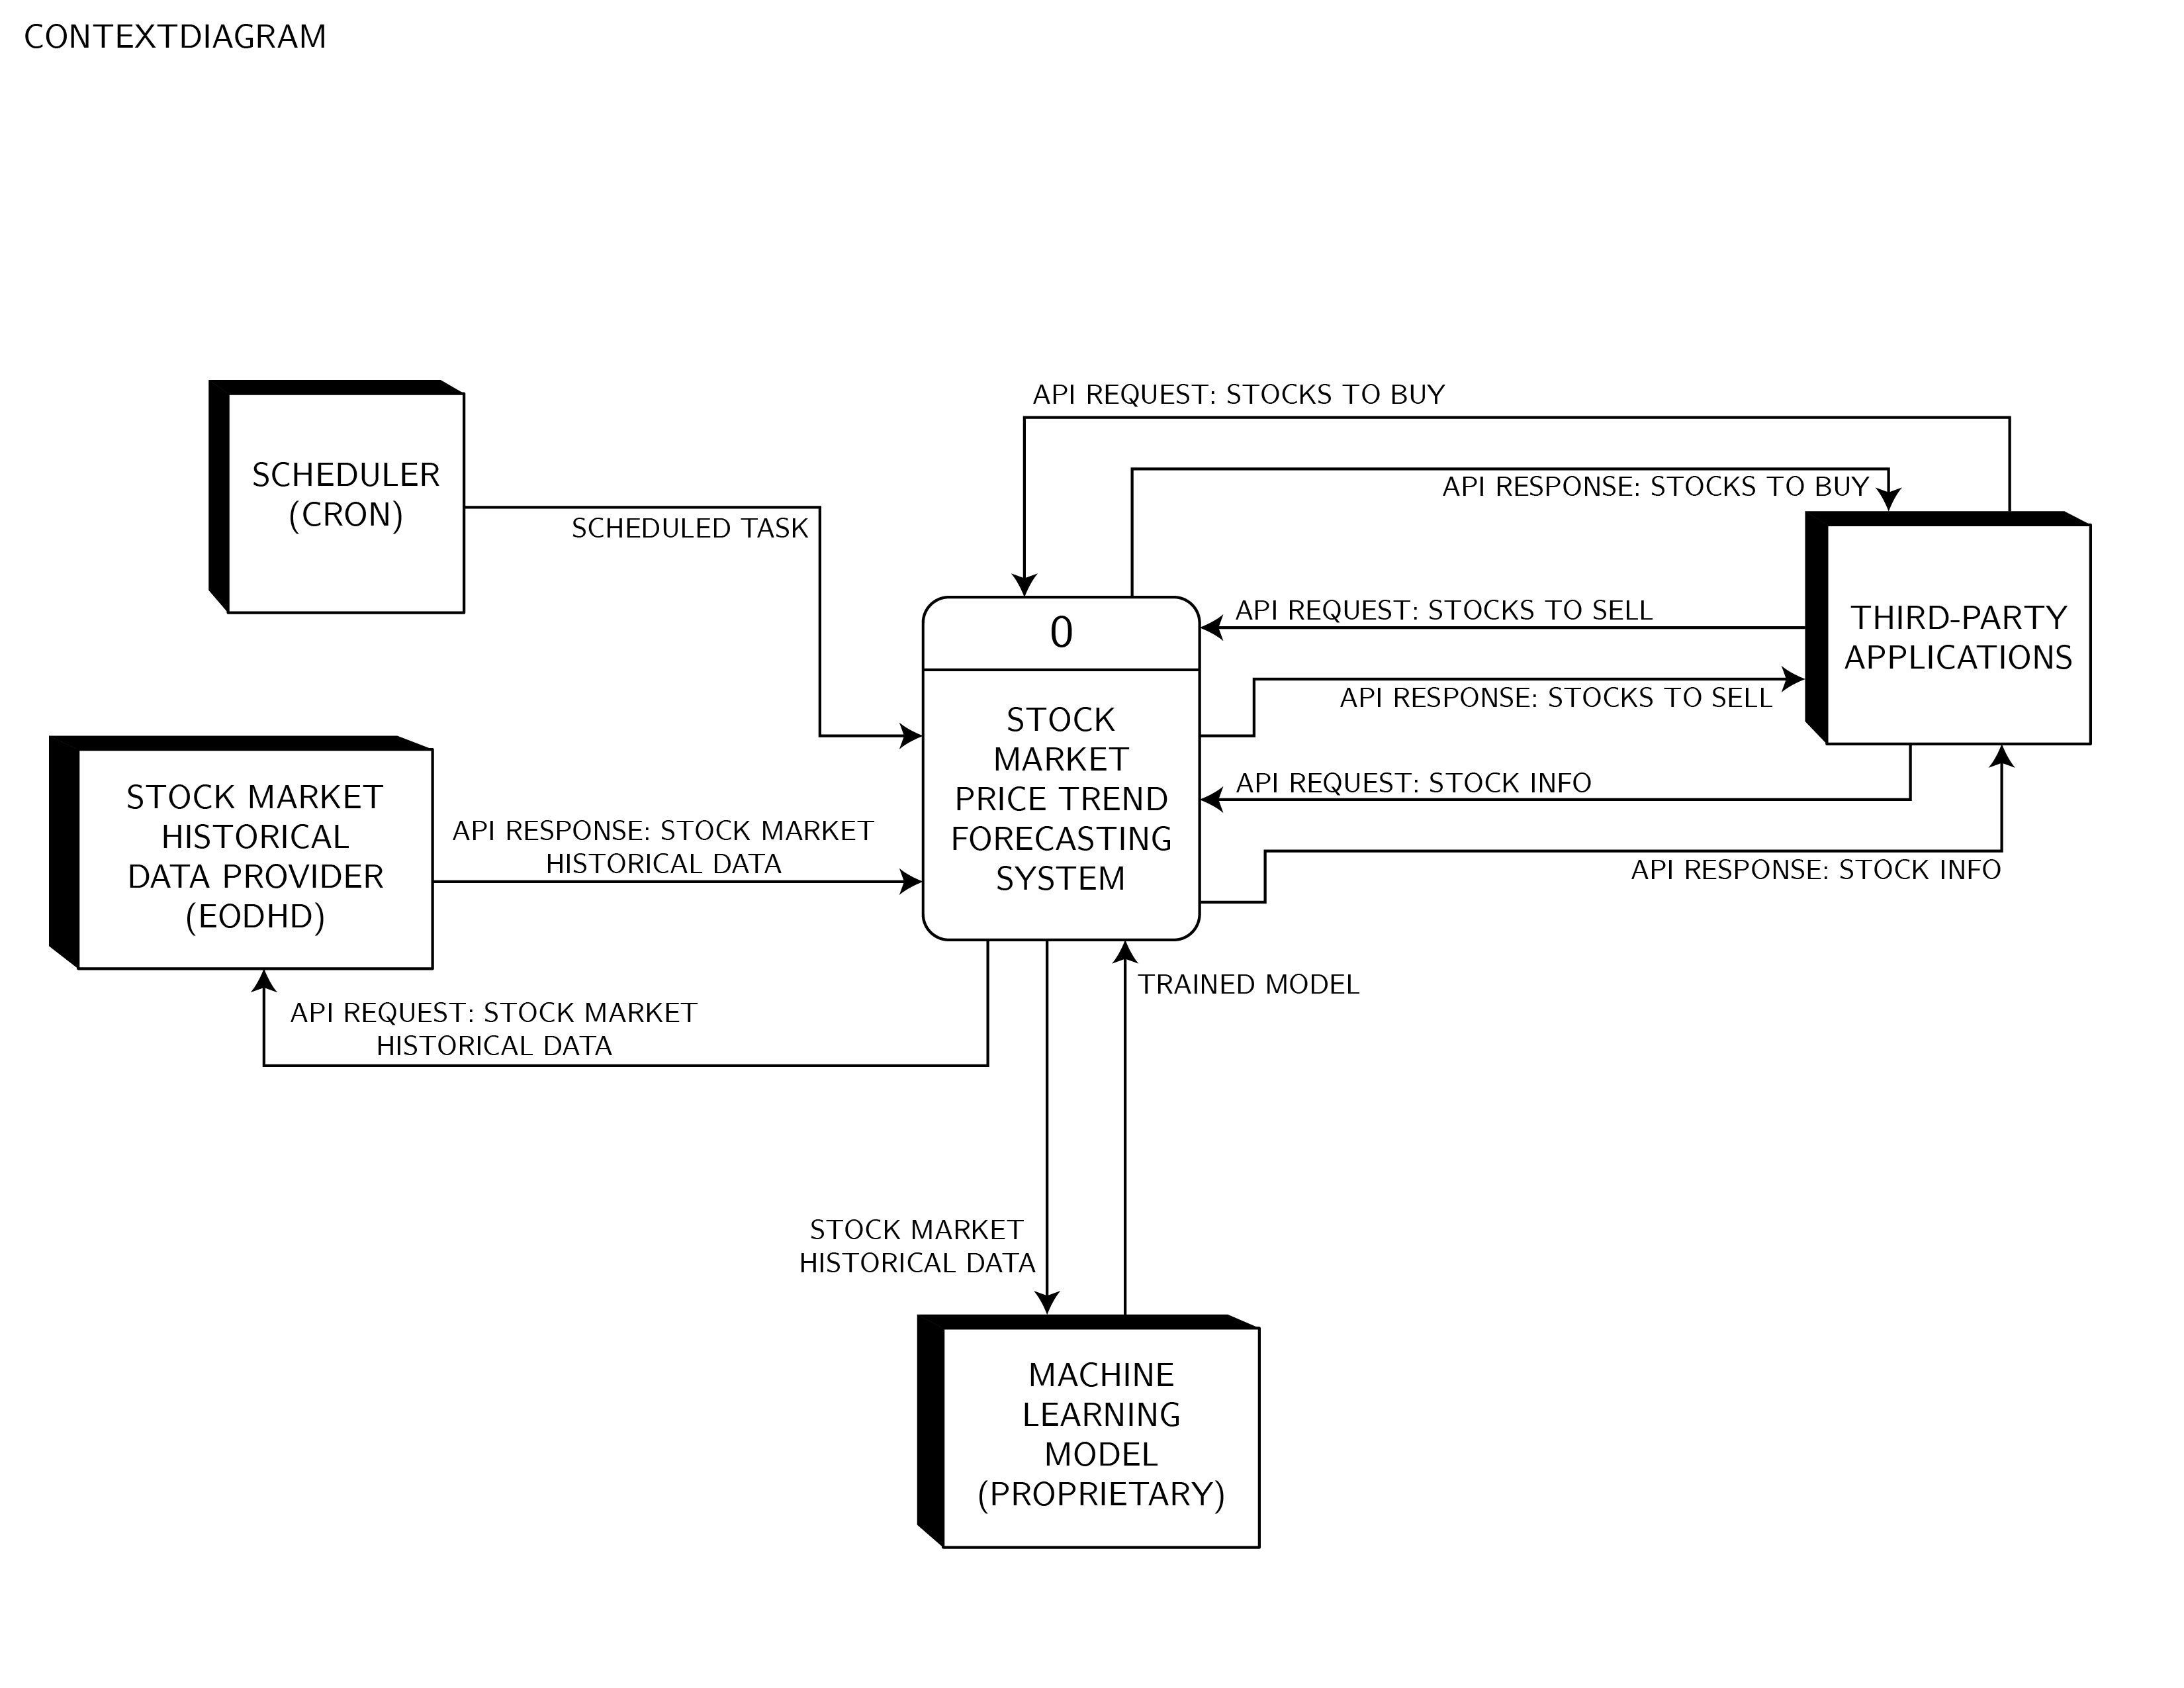 CONTEXTDIAGRAM
API REQUEST: STOCKS TO BUY
SCHEDULER
(CRON)
API RESPONSE: STOCKS TO BUY
SCHEDULED TASK
THIRD-PARTY
APPLICATIONS
API REQUEST: STOCKS TO SELL
0
API RESPONSE: STOCKS TO SELL
STOCK
MARKET
PRICE TREND
FORECASTING
SYSTEM
API REQUEST: STOCK INFO
API RESPONSE: STOCK INFO
STOCK MARKET
HISTORICAL
DATA PROVIDER
(EODHD)
API RESPONSE: STOCK MARKET
HISTORICAL DATA
API REQUEST: STOCK MARKET
HISTORICAL DATA
TRAINED MODEL
STOCK MARKET
HISTORICAL DATA
MACHINE
LEARNING
MODEL
(PROPRIETARY)